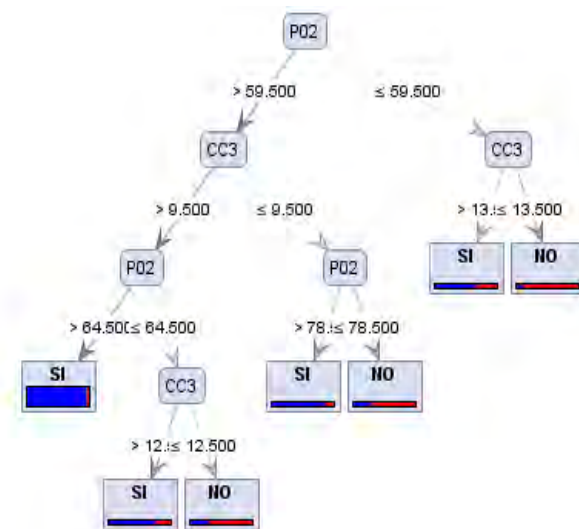 P02
> 59.500 ≤ 59.500
CC3 CC3
> 9.500 ≤ 9.500 > 13.≤ 13.500
P02 P02 SI NO
> 64.500≤ 64.500 > 78.≤ 78.500
SI CC3 SI NO
> 12.≤ 12.500
SI NO